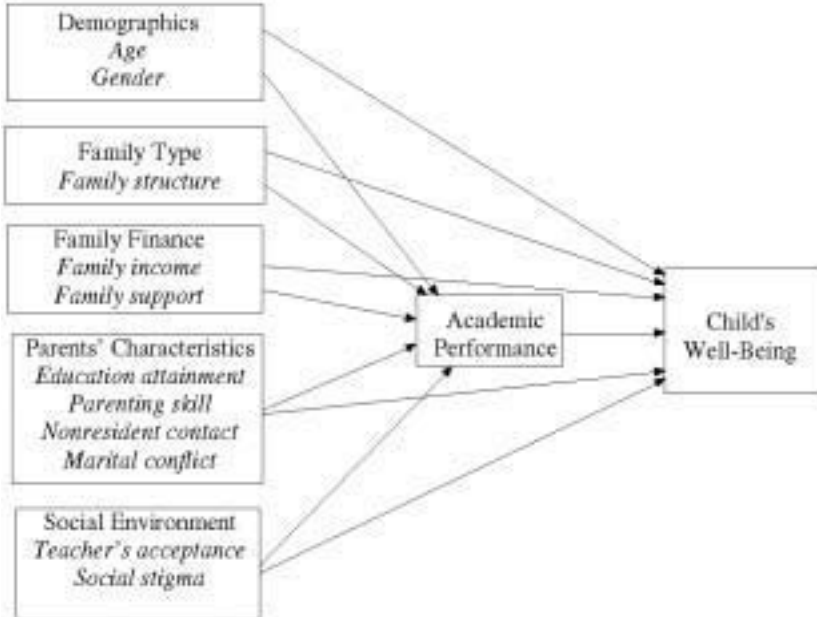 Demographics
Age
Gender
Family Type
Family structure
Family Finance
Family income
Family support
Parents' Characteristics
Education attainment
Parenting skill
Nonresident contact
Marital conflict
Social Environment
Teacher's acceptance
Social stigma
Academic
Performance
Child's
Well-Being